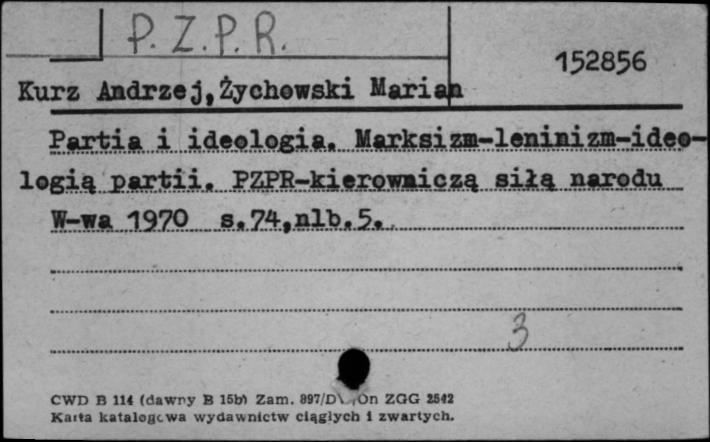 P. Z. P. R.
152856
Kurz Andrzej,Żychowski Marian
Partia i ideologia. Marksizm-leninizm-ideo-
logią partii. PZPR-kierowniczą siłą narodu
W-wa 1970 s.74,nlb.5.
3
CWD B 114 (dawny B 15b) Zam. 897/ ZGG 2542
Karta katalogowa wydawnictw ciągłych i zwartych.